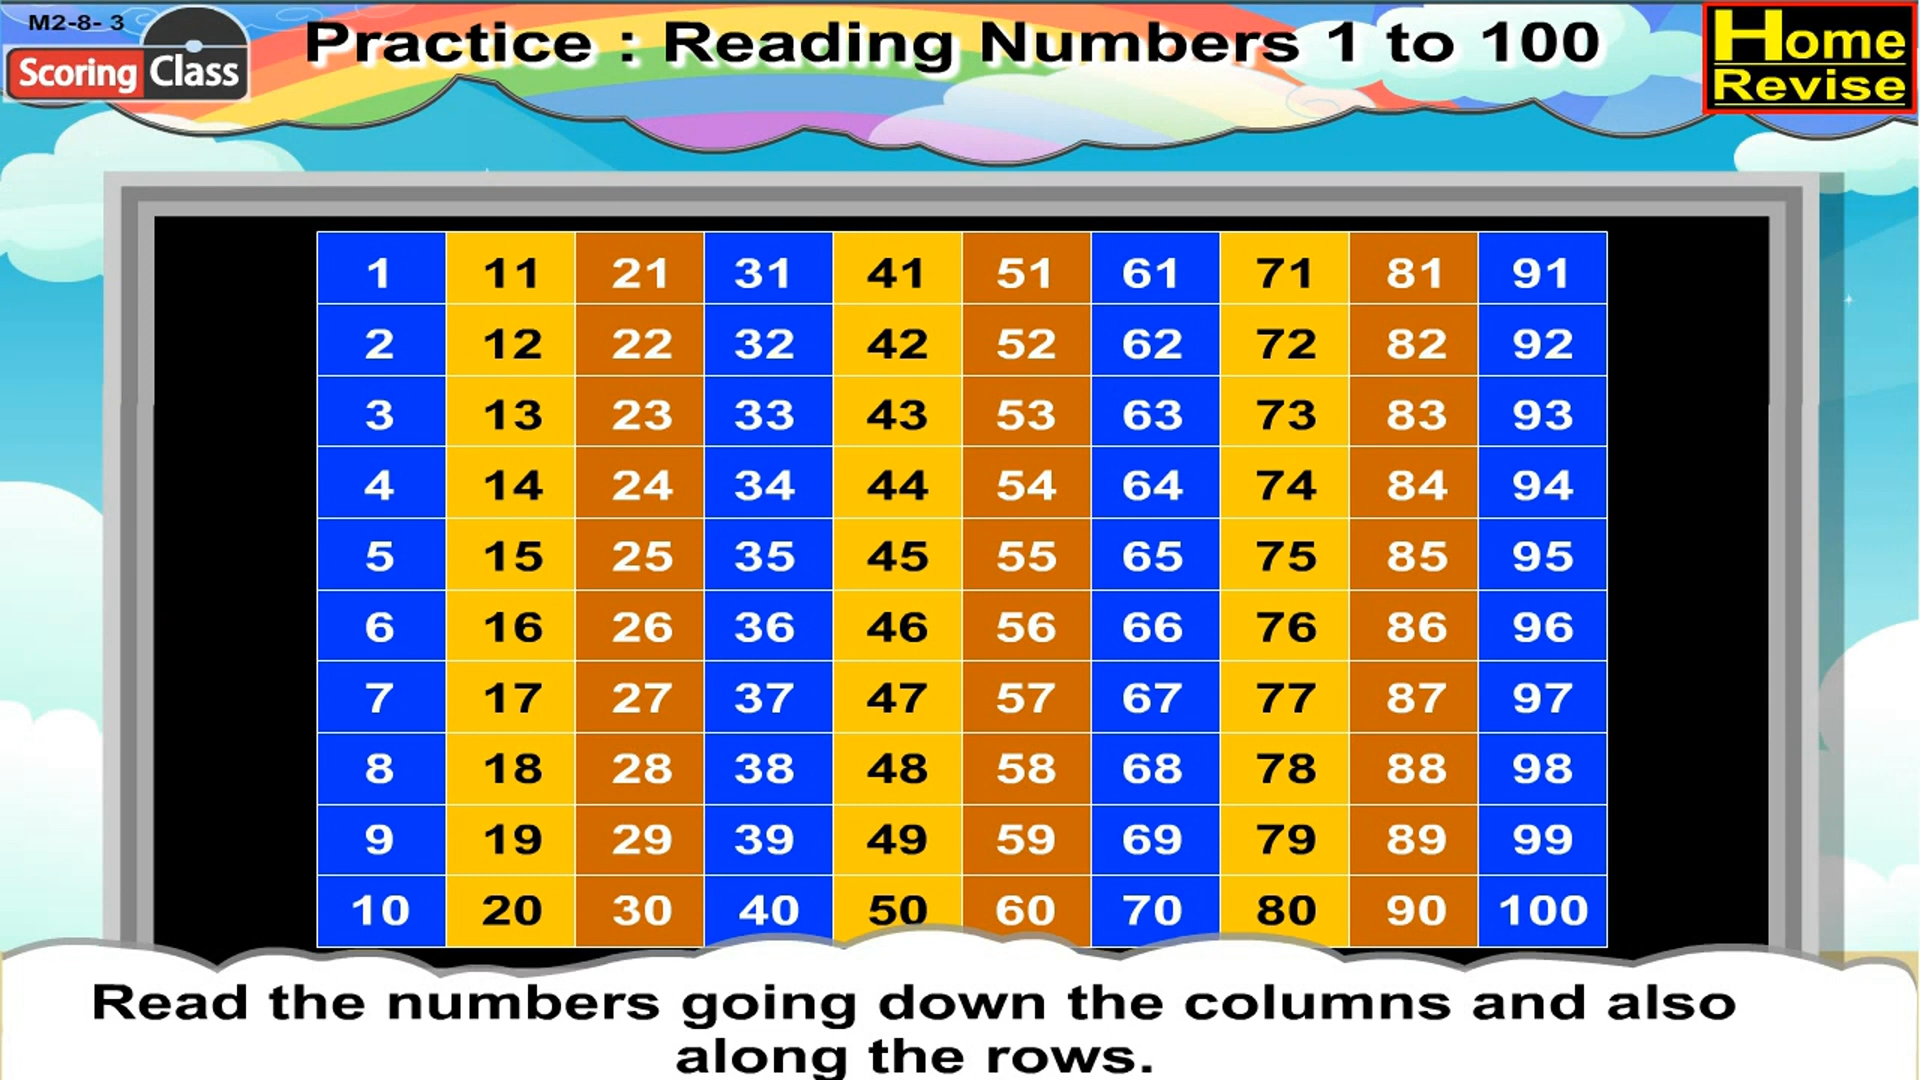 M2-8- 3
Scoring Class
Practice : Reading Numbers 1 to 100
Home
Revise
1 11 21 31 41 51 61 71 81 91
2 12 22 32 42 52 62 72 82 92
3 13 23 33 43 53 63 73 83 93
4 14 24 34 44 54 64 74 84 94
5 15 25 35 45 55 65 75 85 95
6 16 26 36 46 56 66 76 86 96
7 17 27 37 47 57 67 77 87 97
8 18 28 38 48 58 68 78 88 98
9 19 29 39 49 59 69 79 89 99
10 20 30 40 50 60 70 80 90 100
Read the numbers going down the columns and also
along the rows.